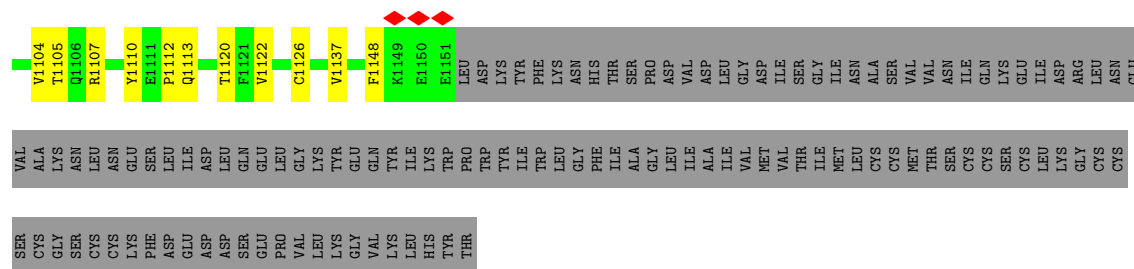 V1104 T1105 Q1106 R1107 Y1110 E1111 P1112 Q1113 T1120 F1121 V1122 C1126 V1137 F1148 K1149 E1150 E1151 LEU ASP LYS TYR PHE LYS ASN HIS THR SER PRO ASP VAL ASP LEU GLY ASP ILE SER GLY ILE ASN ALA SER VAL VAL ASN ILE GLN LYS GLU ILE ASP ARG LEU ASN GLU
VAL ALA LYS ASN LEU ASN GLU SER LEU ILE ASP LEU GLN GLU LEU GLY LYS TYR GLU GLN TYR ILE LYS TRP PRO TRP TYR ILE TRP LEU GLY PHE ILE ALA GLY LEU ILE ALA ILE VAL MET VAL THR ILE MET LEU CYS CYS MET THR SER CYS CYS SER CYS LEU LYS GLY CYS CYS
SER CYS GLY SER CYS CYS LYS PHE ASP GLU ASP ASP SER GLU PRO VAL LEU LYS GLY VAL LYS LEU HIS TYR THR